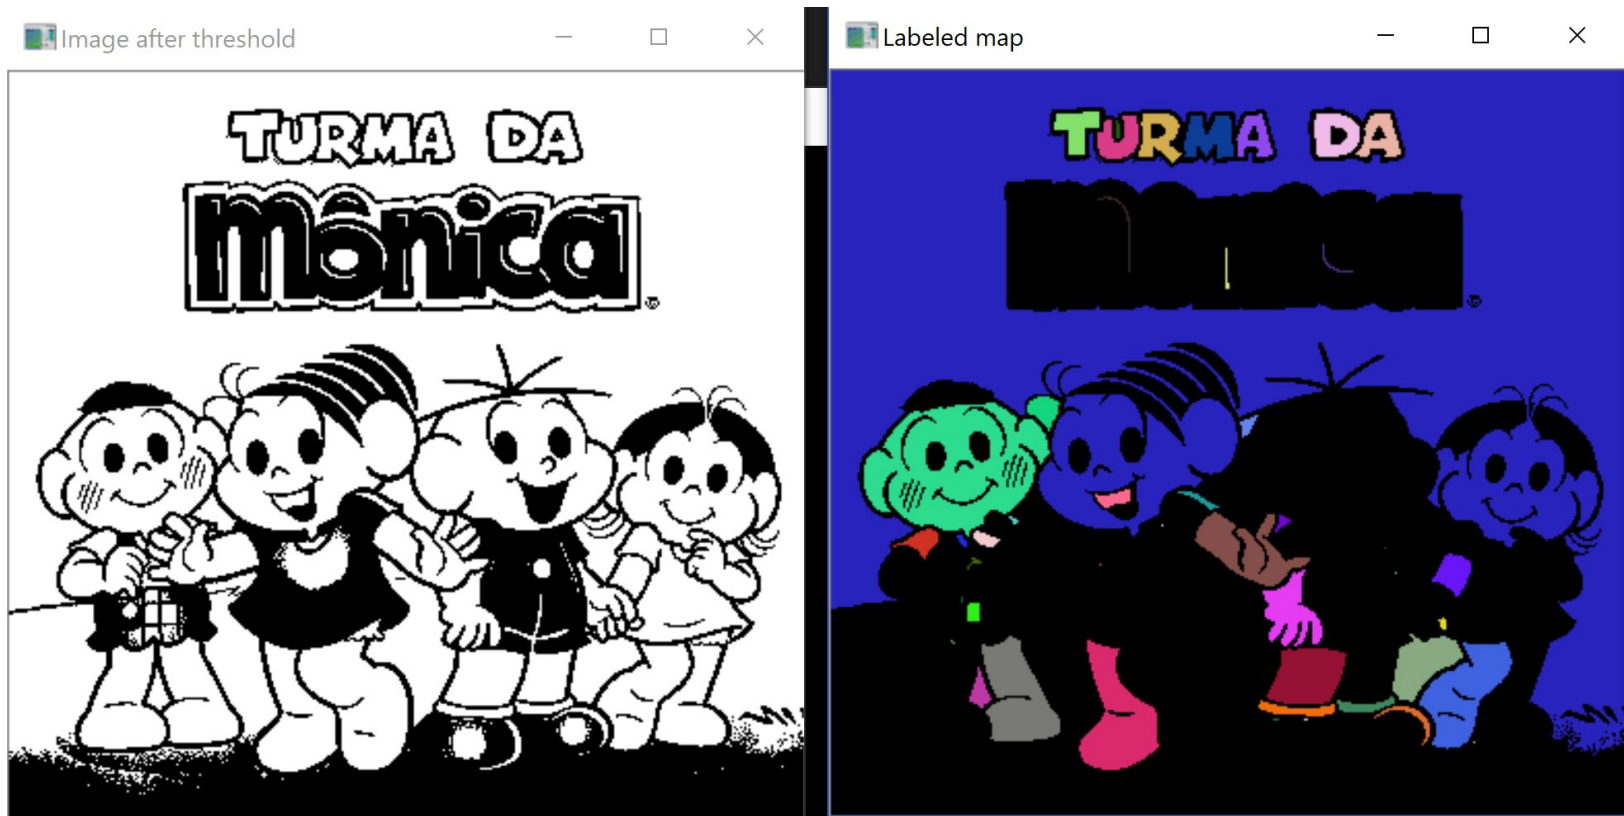 Image after threshold
TURMA DA
mônica
©
Labeled map
TURMA DA
©